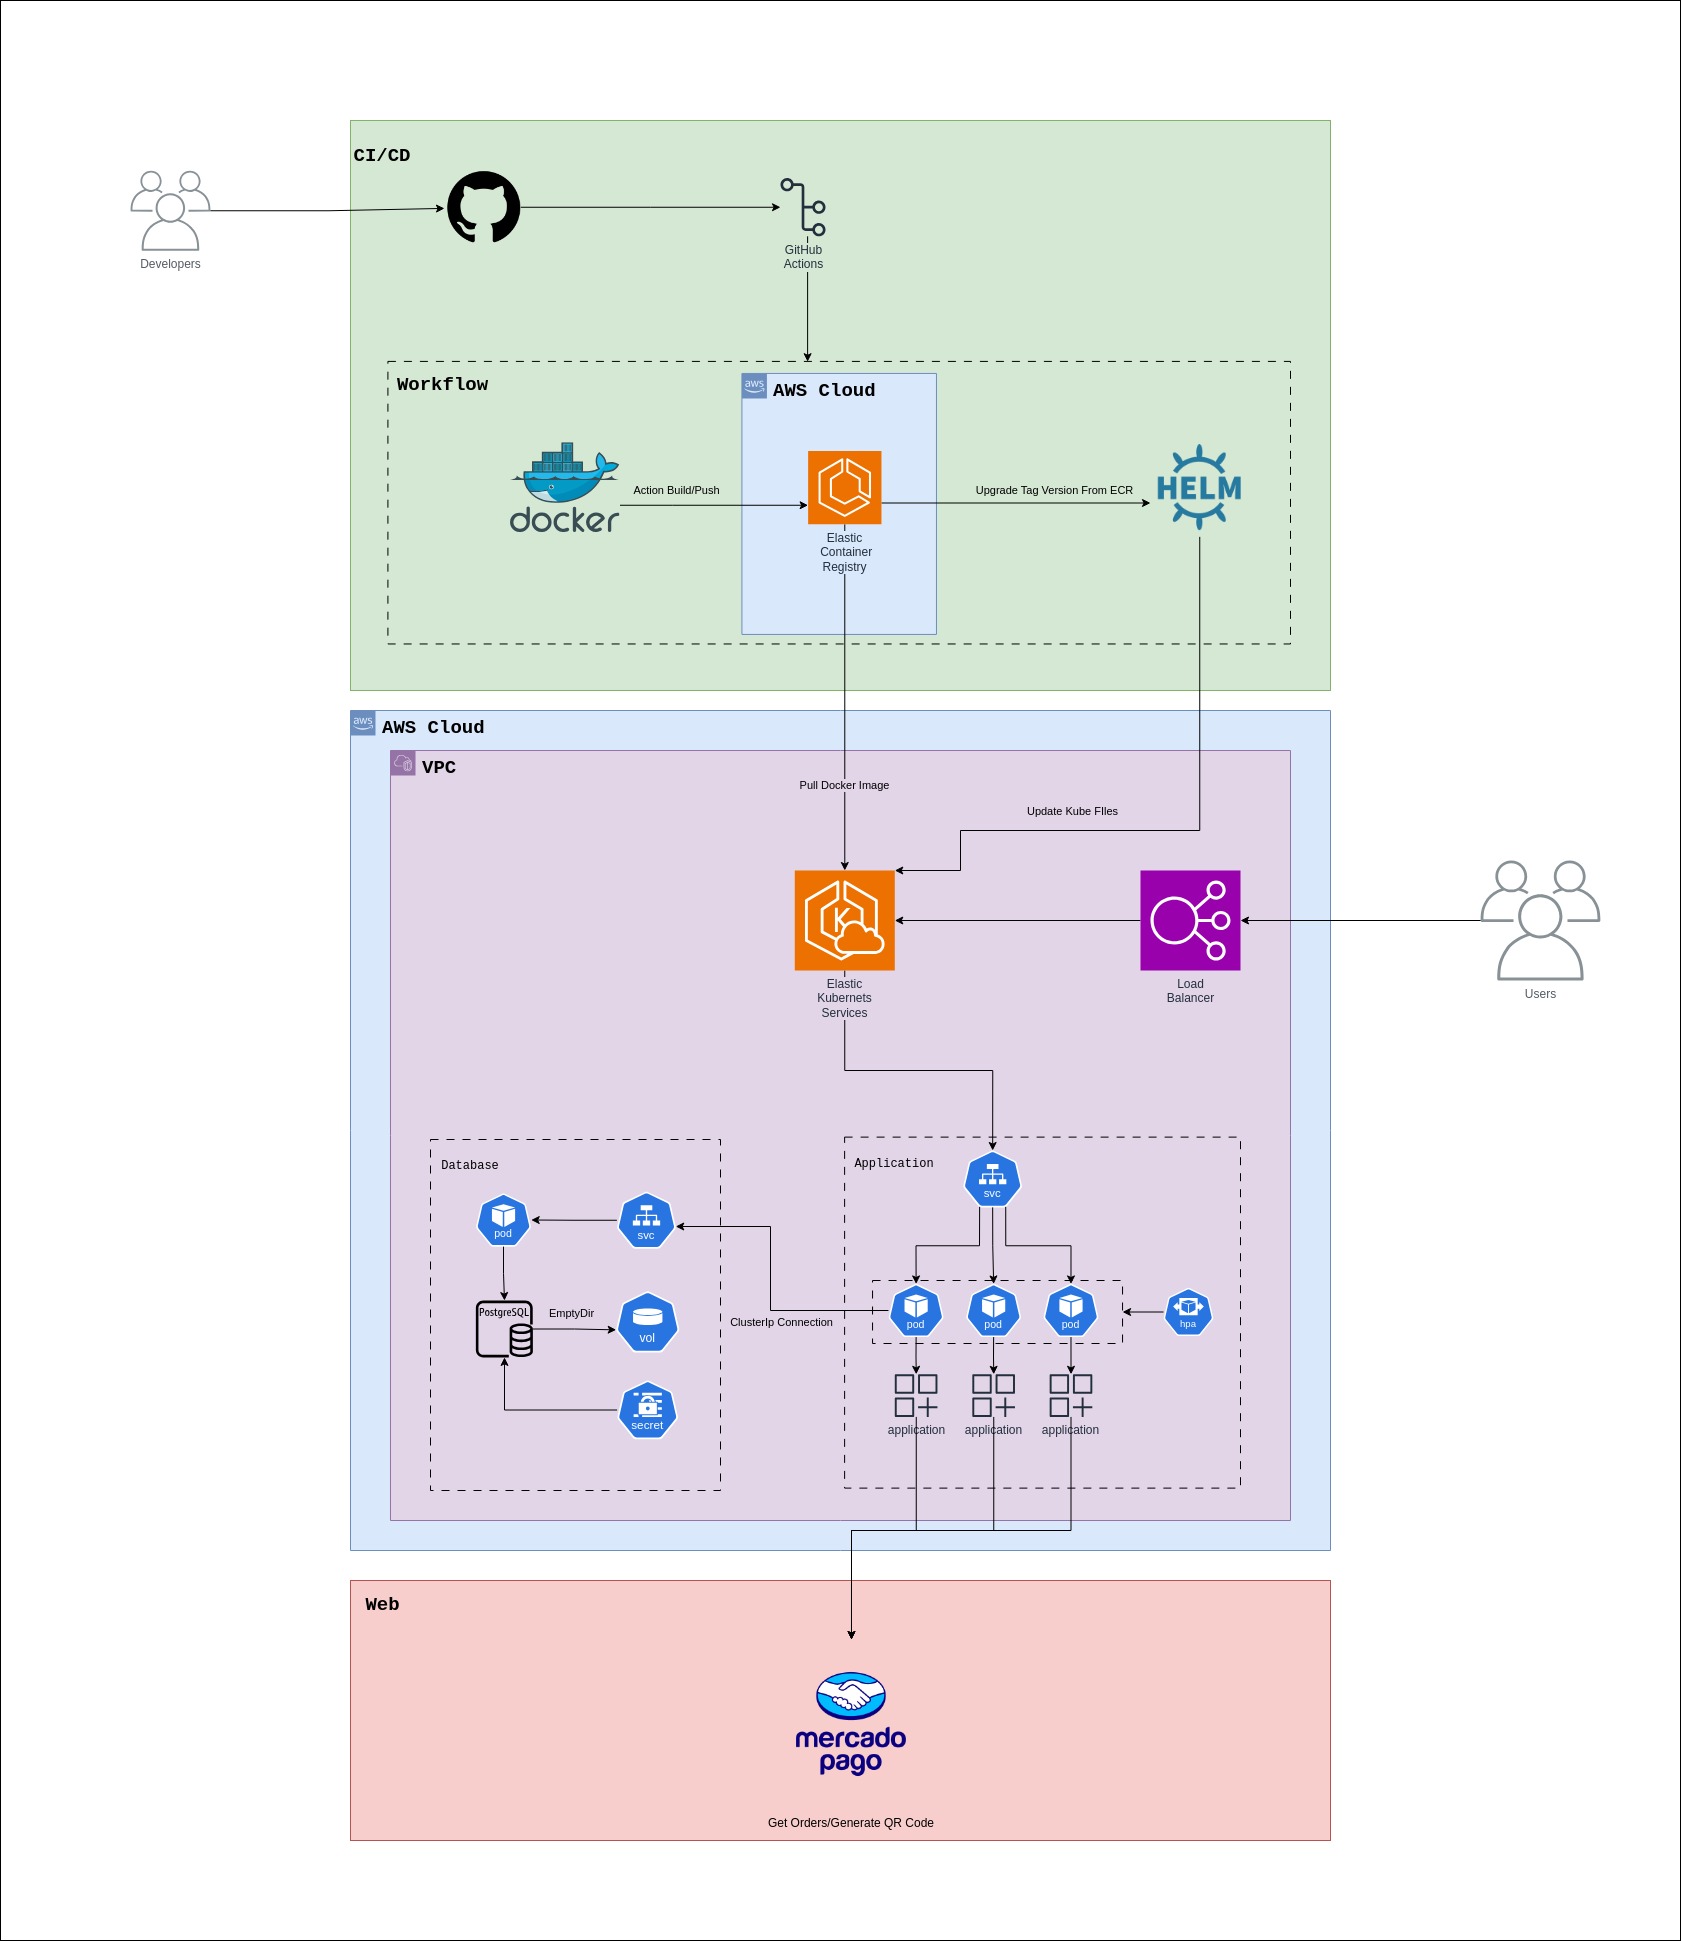 CI/CD
Developers
GitHub
Actions
Workflow
aws
AWS Cloud
docker
Action Build/Push
Elastic
Container
Registry
Upgrade Tag Version From ECR
HELM
aws
AWS Cloud
VPC
Pull Docker Image
Update Kube FIles
K
Elastic
Kubernets
Services
Load
Balancer
Users
Database
pod
svc
PostgreSQL
EmptyDir
vol
secret
ClusterIp Connection
Application
svc
pod
pod
pod
hpa
application
application
application
Web
mercado
pago
Get Orders/Generate QR Code